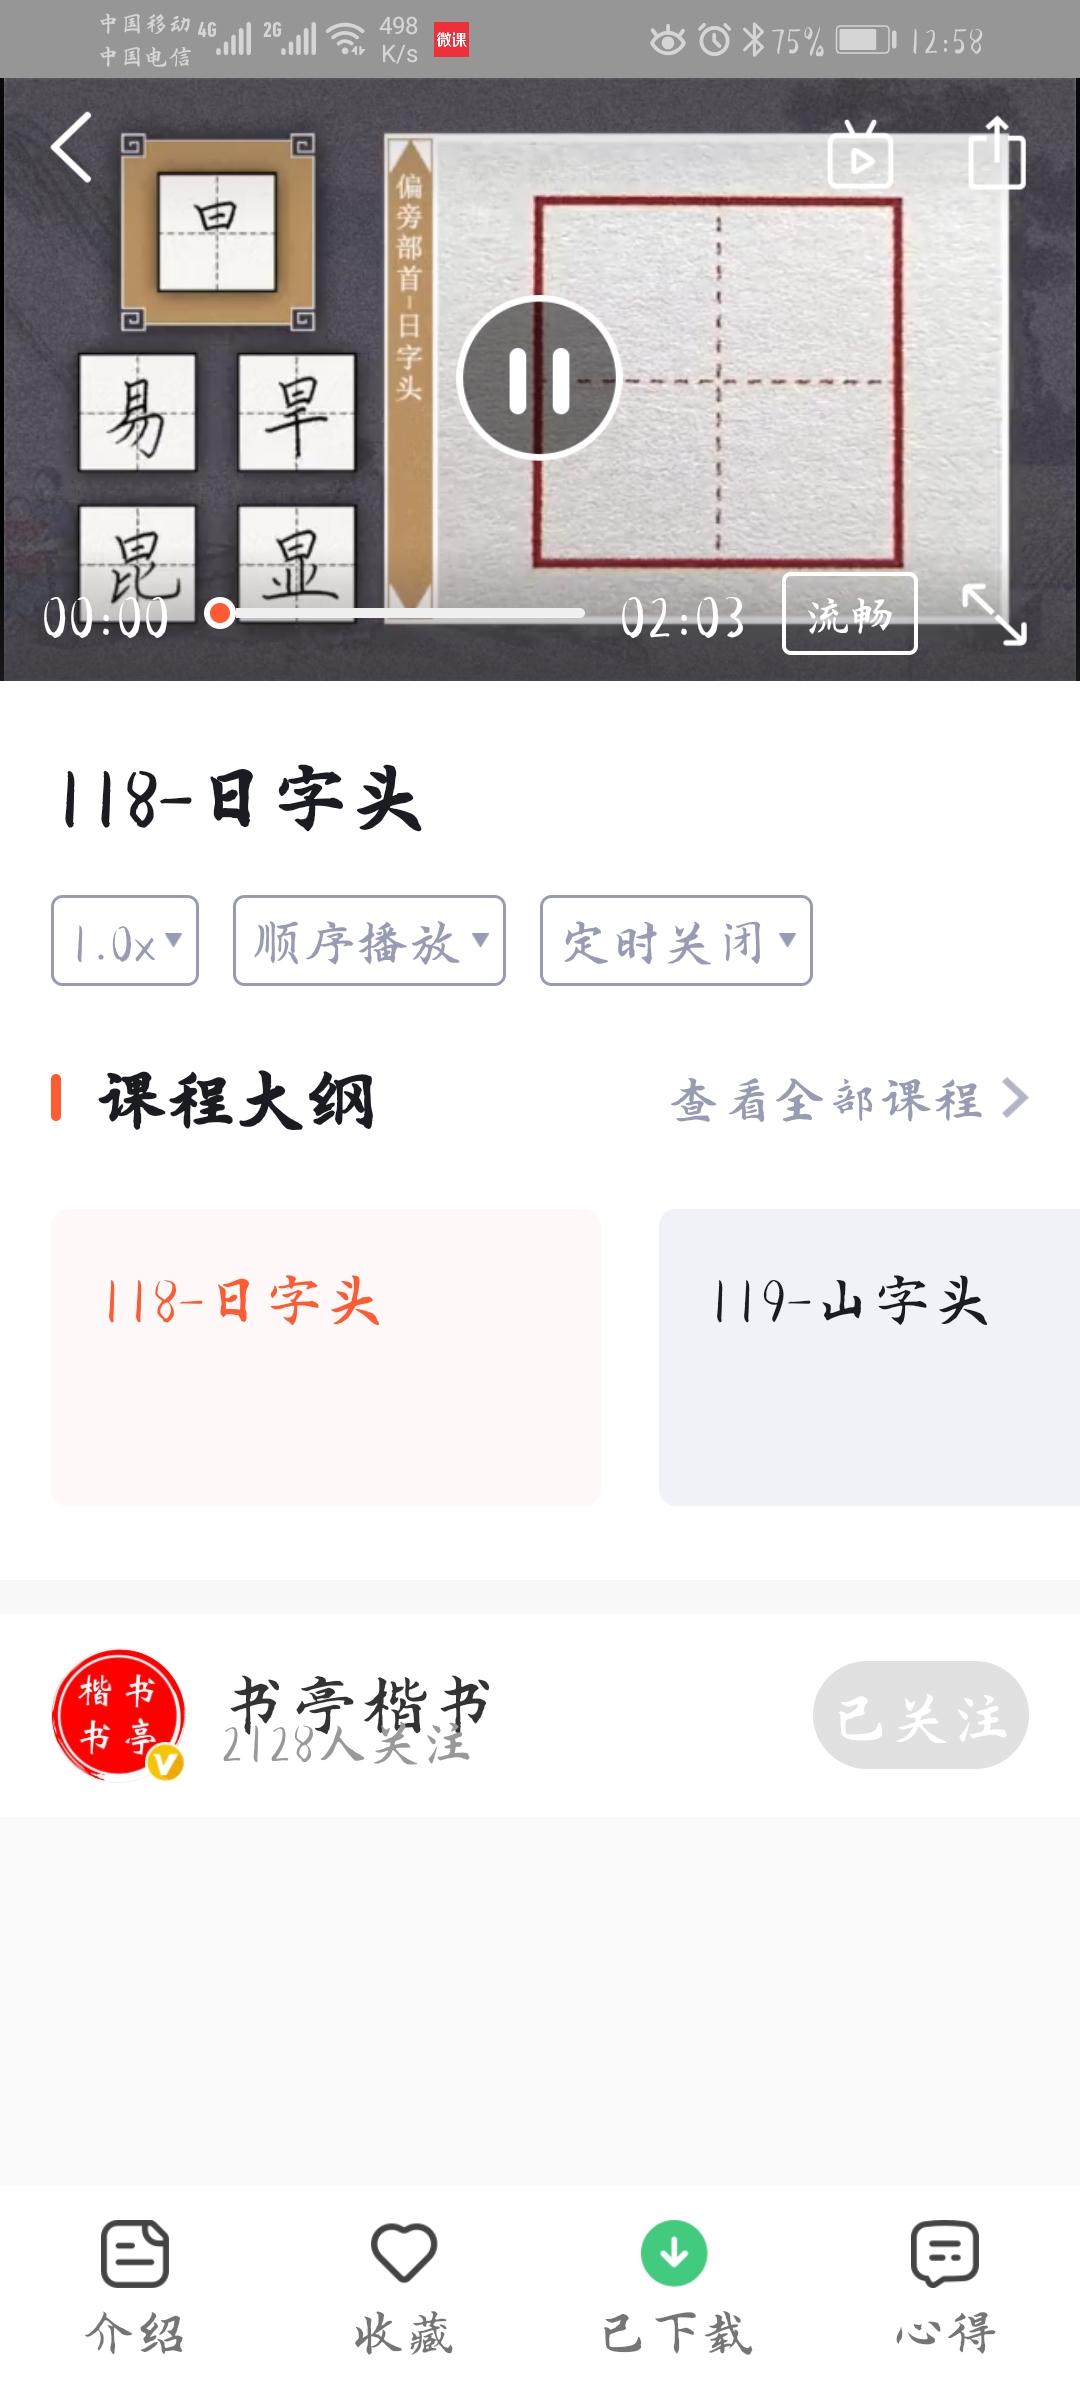 中国移动 4G 2G 498 75% 12:58
中国电信 K/s 微课
日
偏旁部首-日字头
易 旱
昆 显
00:00 02:03 流畅
118-日字头
1.0x 顺序播放 定时关闭
课程大纲 查看全部课程
118-日字头 119-山字头
楷书
书亭
书亭楷书
2128人关注
已关注
介绍 收藏 已下载 心得